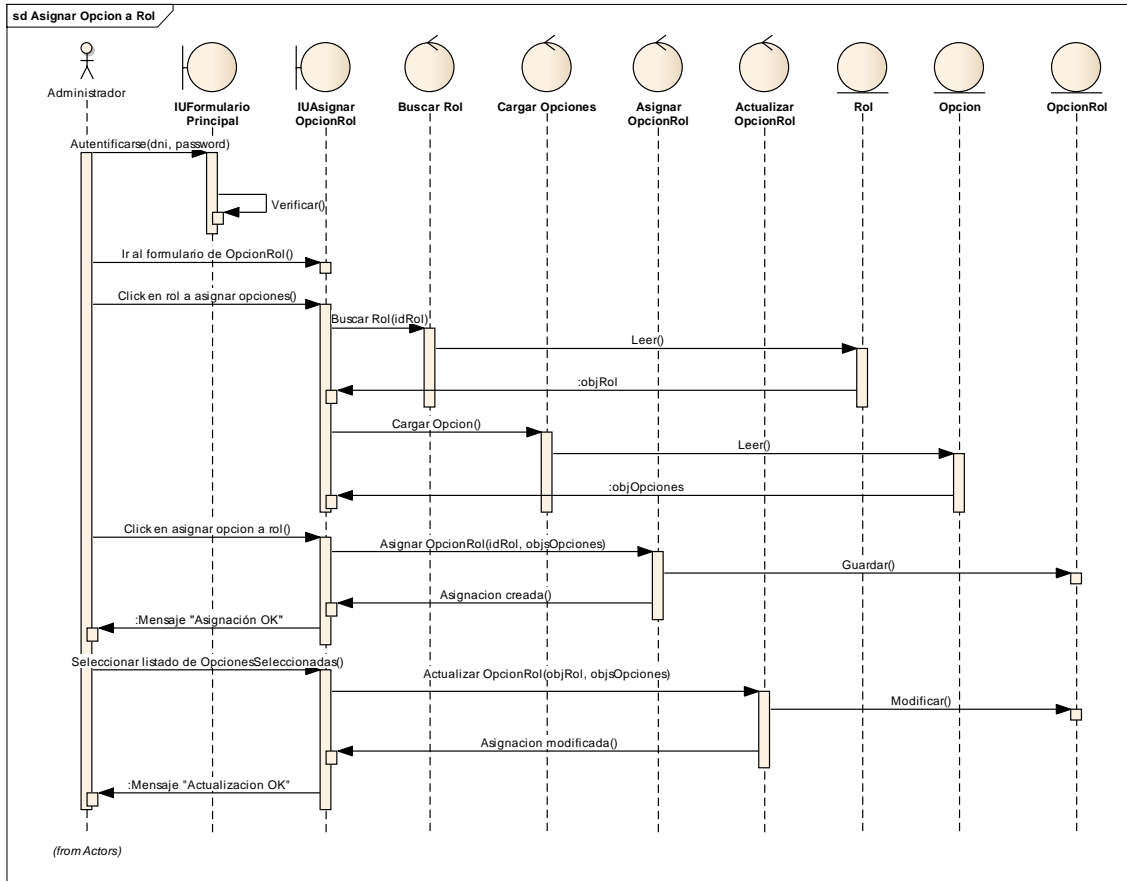 sd Asignar Opcion a Rol
Administrador
IUFormulario
Principal
IUAsignar
OpcionRol
Buscar Rol
Cargar Opciones
Asignar
OpcionRol
Actualizar
OpcionRol
Rol
Opcion
OpcionRol
Autentificarse(dni, password)
Verificar()
Ir al formulario de OpcionRol()
Click en rol a asignar opciones()
Buscar Rol(idRol)
Leer()
:objRol
Cargar Opcion()
Leer()
:objOpciones
Click en asignar opcion a rol()
Asignar OpcionRol(idRol, objsOpciones)
Guardar()
Asignacion creada()
:Mensaje "Asignación OK"
Seleccionar listado de OpcionesSeleccionadas()
Actualizar OpcionRol(objRol, objsOpciones)
Modificar()
Asignacion modificada()
:Mensaje "Actualizacion OK"
(from Actors)